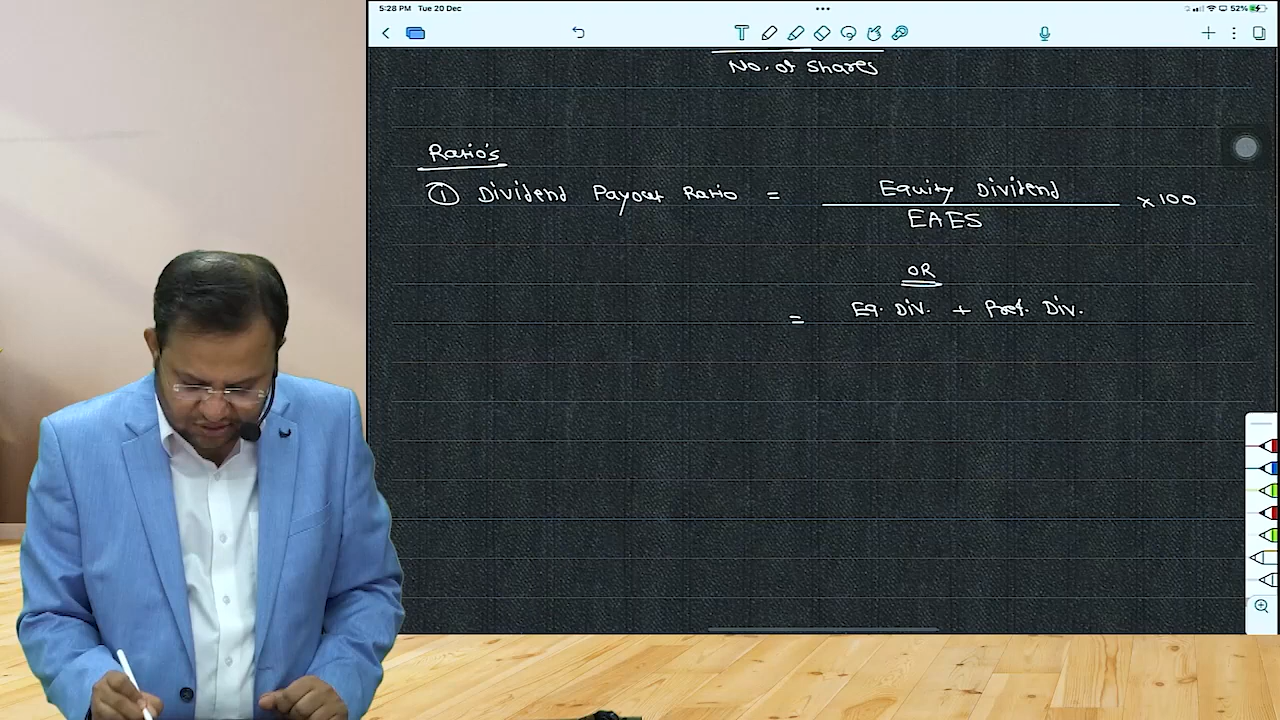 5:28 PM Tue 20 Dec
52%
No. of Shares
Ratio's
① Dividend Payout Ratio = Equity Dividend × 100
EAES
OR
= Eq. Div. + Pref. Div.